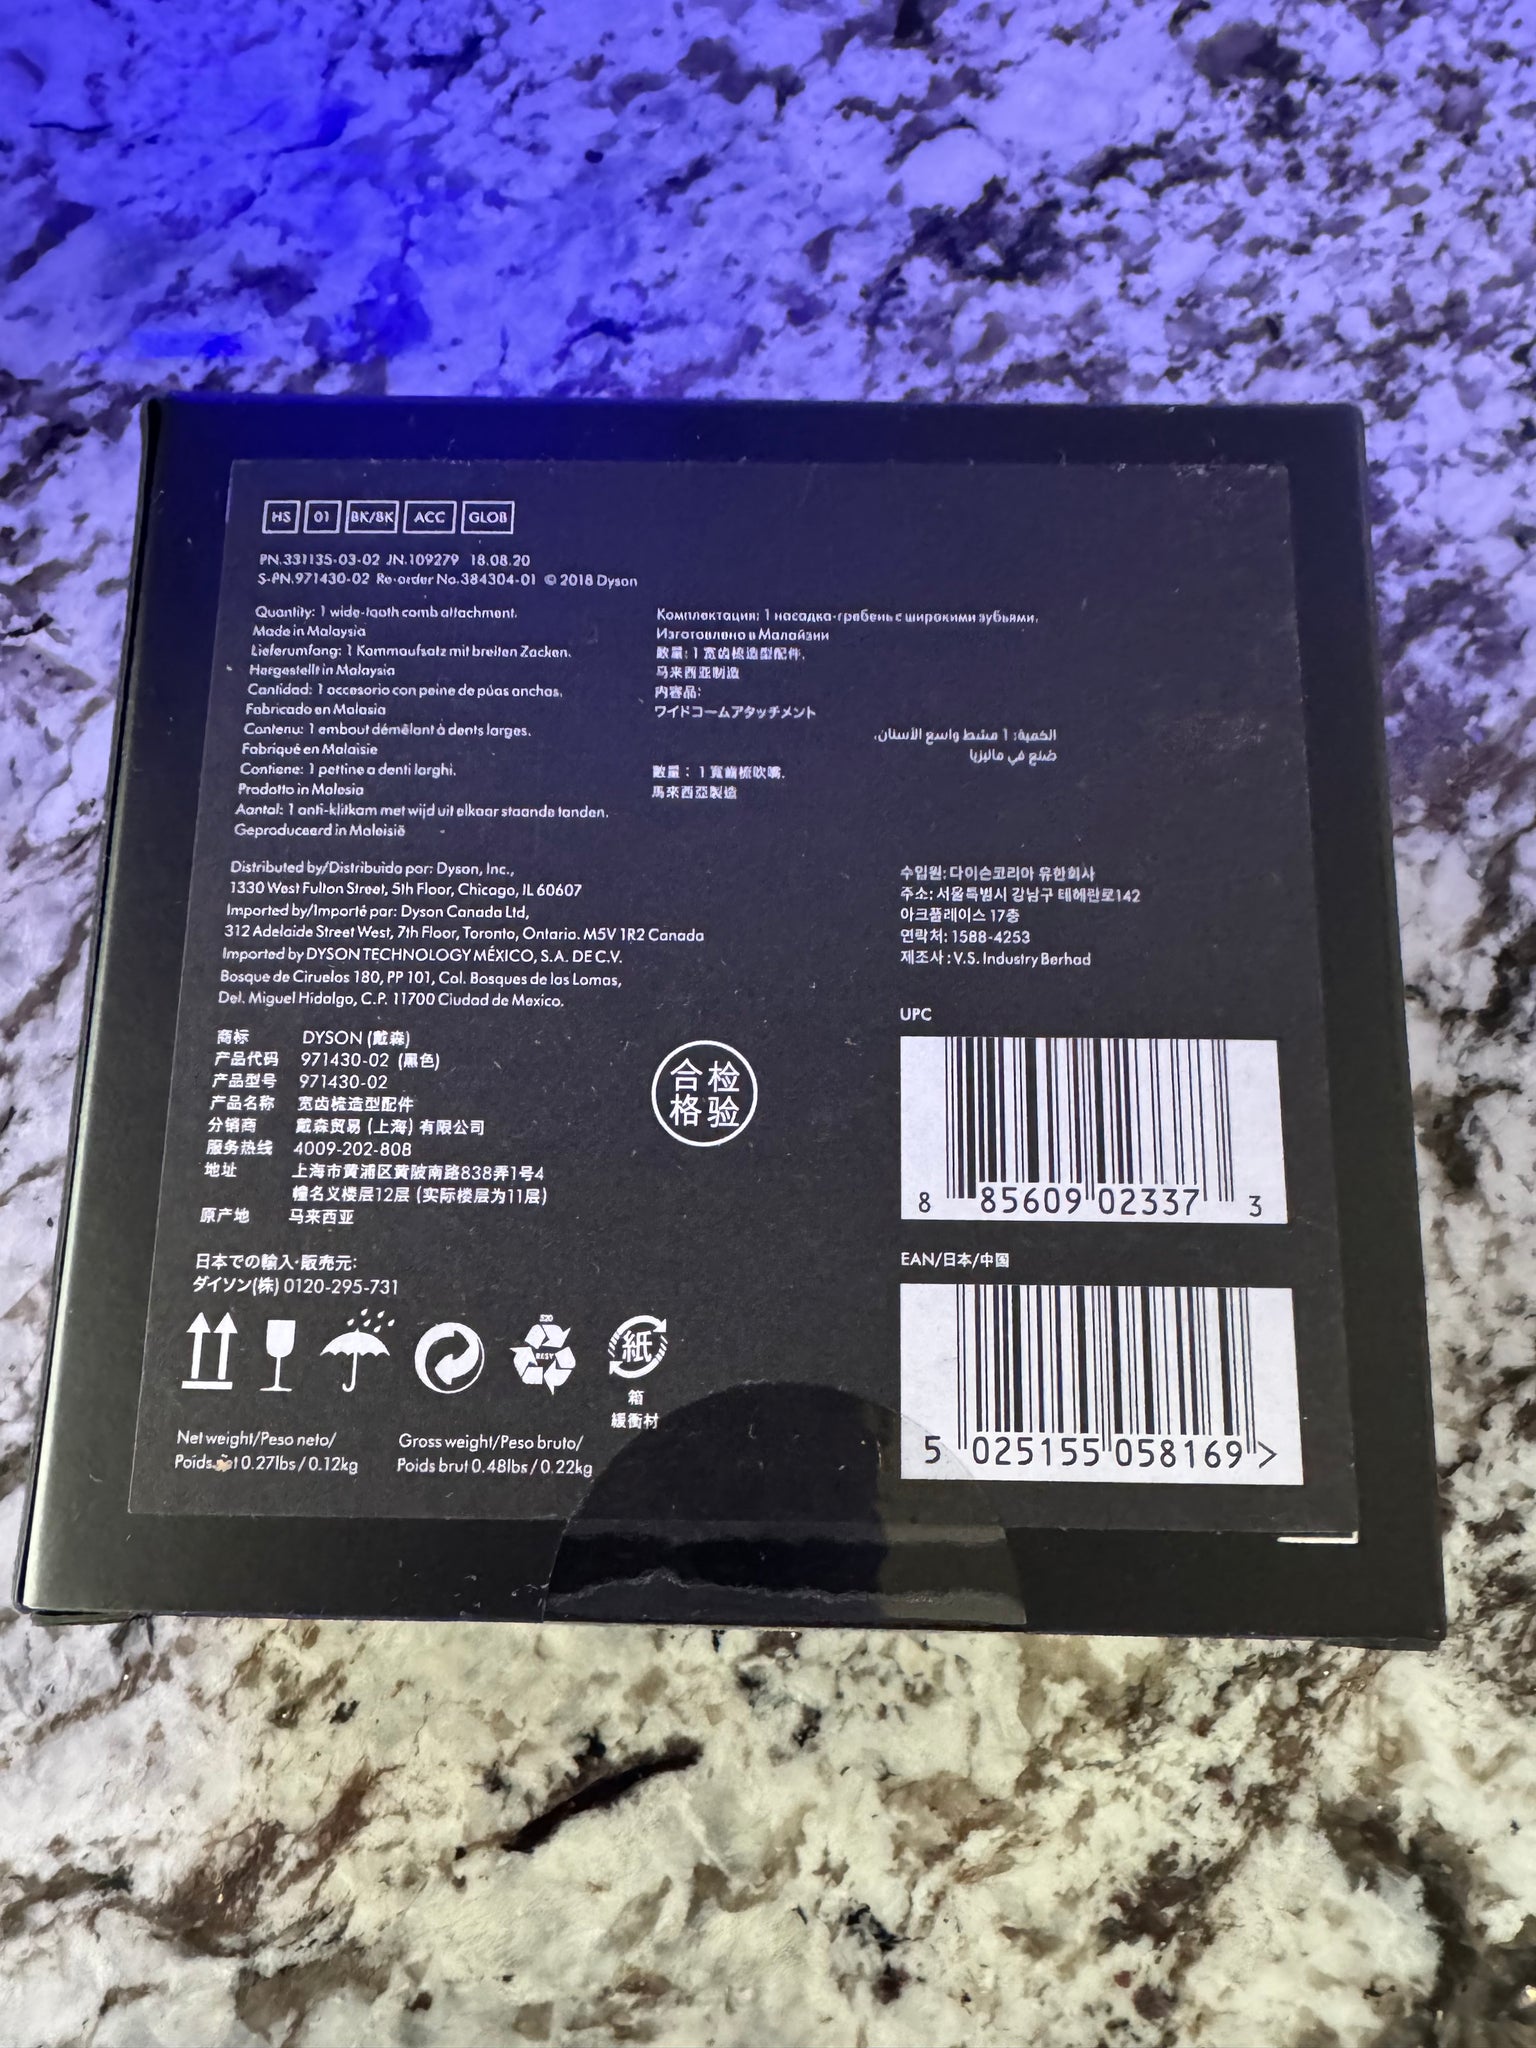 HS 01 BK/BK ACC GLOB
PN.331135-03-02 JN.109279 18.08.20
S-PN.971430-02 Re-order No.384304-01 © 2018 Dyson
Quantity: 1 wide-tooth comb attachment.
Made in Malaysia
Lieferumfang: 1 Kammaufsatz mit breiten Zacken.
Hergestellt in Malaysia
Cantidad: 1 accesorio con peine de púas anchas.
Fabricado en Malasia
Contenu: 1 embout démêlant à dents larges.
Fabriqué en Malaisie
Contiene: 1 pettine a denti larghi.
Prodotto in Malesia
Aantal: 1 anti-klitkam met wijd uit elkaar staande tanden.
Geproduceerd in Maleisië
Комплектация: 1 насадка-гребень с широкими зубьями.
Изготовлено в Малайзии
数量: 1 宽齿梳造型配件.
马来西亚制造
内容品:
ワイドコームアタッチメント
الكمية: 1 مشط واسع الأسنان.
صنع في ماليزيا
數量： 1 寬齒梳吹嘴.
馬來西亞製造
Distributed by/Distribuido por: Dyson, Inc.,
1330 West Fulton Street, 5th Floor, Chicago, IL 60607
Imported by/Importé par: Dyson Canada Ltd,
312 Adelaide Street West, 7th Floor, Toronto, Ontario. M5V 1R2 Canada
Imported by DYSON TECHNOLOGY MÉXICO, S.A. DE C.V.
Bosque de Ciruelos 180, PP 101, Col. Bosques de las Lomas,
Del. Miguel Hidalgo, C.P. 11700 Ciudad de Mexico.
수입원: 다이슨코리아 유한회사
주소: 서울특별시 강남구 테헤란로142
아크플레이스 17층
연락처: 1588-4253
제조사: V.S. Industry Berhad
商标 DYSON (戴森)
产品代码 971430-02 (黑色)
产品型号 971430-02
产品名称 宽齿梳造型配件
分销商 戴森贸易 (上海) 有限公司
服务热线 4009-202-808
地址 上海市黄浦区黄陂南路838弄1号4
幢名义楼层12层 (实际楼层为11层)
原产地 马来西亚
合检
格验
UPC
8 85609 02337 3
EAN/日本/中国
5 025155 058169 >
日本での輸入・販売元:
ダイソン(株) 0120-295-731
520
RESY
紙
箱
緩衝材
Net weight/Peso neto/
Poids 0.27lbs / 0.12kg
Gross weight/Peso bruto/
Poids brut 0.48lbs / 0.22kg